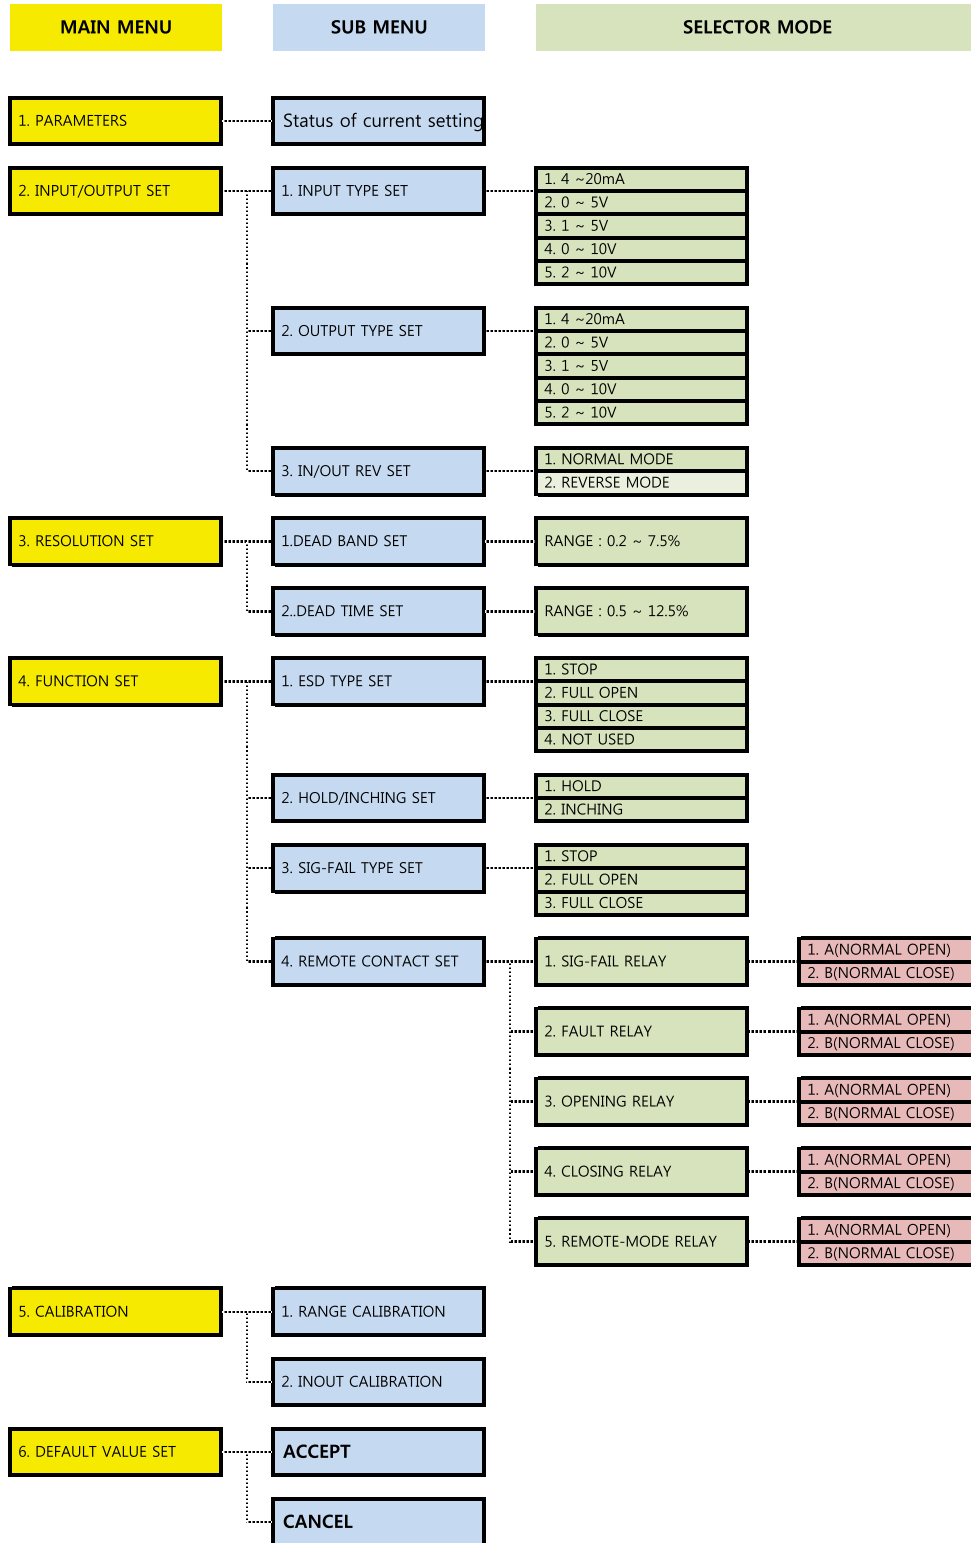 MAIN MENU
SUB MENU
SELECTOR MODE
1. PARAMETERS
Status of current setting
2. INPUT/OUTPUT SET
1. INPUT TYPE SET
1. 4 ~20mA
2. 0 ~ 5V
3. 1 ~ 5V
4. 0 ~ 10V
5. 2 ~ 10V
2. OUTPUT TYPE SET
1. 4 ~20mA
2. 0 ~ 5V
3. 1 ~ 5V
4. 0 ~ 10V
5. 2 ~ 10V
3. IN/OUT REV SET
1. NORMAL MODE
2. REVERSE MODE
3. RESOLUTION SET
1.DEAD BAND SET
RANGE : 0.2 ~ 7.5%
2..DEAD TIME SET
RANGE : 0.5 ~ 12.5%
4. FUNCTION SET
1. ESD TYPE SET
1. STOP
2. FULL OPEN
3. FULL CLOSE
4. NOT USED
2. HOLD/INCHING SET
1. HOLD
2. INCHING
3. SIG-FAIL TYPE SET
1. STOP
2. FULL OPEN
3. FULL CLOSE
4. REMOTE CONTACT SET
1. SIG-FAIL RELAY
1. A(NORMAL OPEN)
2. B(NORMAL CLOSE)
2. FAULT RELAY
1. A(NORMAL OPEN)
2. B(NORMAL CLOSE)
3. OPENING RELAY
1. A(NORMAL OPEN)
2. B(NORMAL CLOSE)
4. CLOSING RELAY
1. A(NORMAL OPEN)
2. B(NORMAL CLOSE)
5. REMOTE-MODE RELAY
1. A(NORMAL OPEN)
2. B(NORMAL CLOSE)
5. CALIBRATION
1. RANGE CALIBRATION
2. INOUT CALIBRATION
6. DEFAULT VALUE SET
ACCEPT
CANCEL